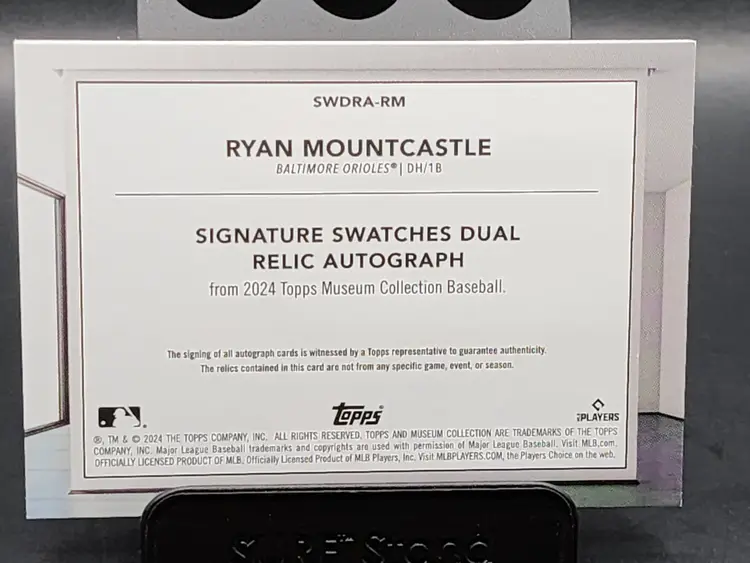 SWDRA-RM
RYAN MOUNTCASTLE
BALTIMORE ORIOLES® | DH/1B
SIGNATURE SWATCHES DUAL
RELIC AUTOGRAPH
from 2024 Topps Museum Collection Baseball.
The signing of all autograph cards is witnessed by a Topps representative to guarantee authenticity.
The relics contained in this card are not from any specific game, event, or season.
Topps®
PLAYERS
®, TM & © 2024 THE TOPPS COMPANY, INC. ALL RIGHTS RESERVED. TOPPS AND MUSEUM COLLECTION ARE TRADEMARKS OF THE TOPPS
COMPANY, INC. Major League Baseball trademarks and copyrights are used with permission of Major League Baseball. Visit MLB.com.
OFFICIALLY LICENSED PRODUCT OF MLB. Officially Licensed Product of MLB Players, Inc. Visit MLBPLAYERS.COM, the Players Choice on the web.
Stand